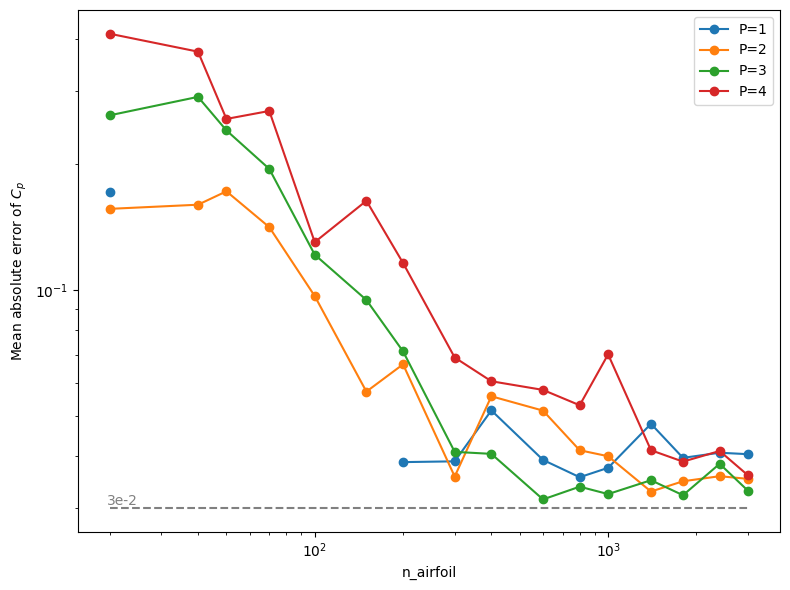 P=1
P=2
P=3
P=4
Mean absolute error of $C_p$
$10^{-1}$
3e-2
$10^2$
$10^3$
n_airfoil